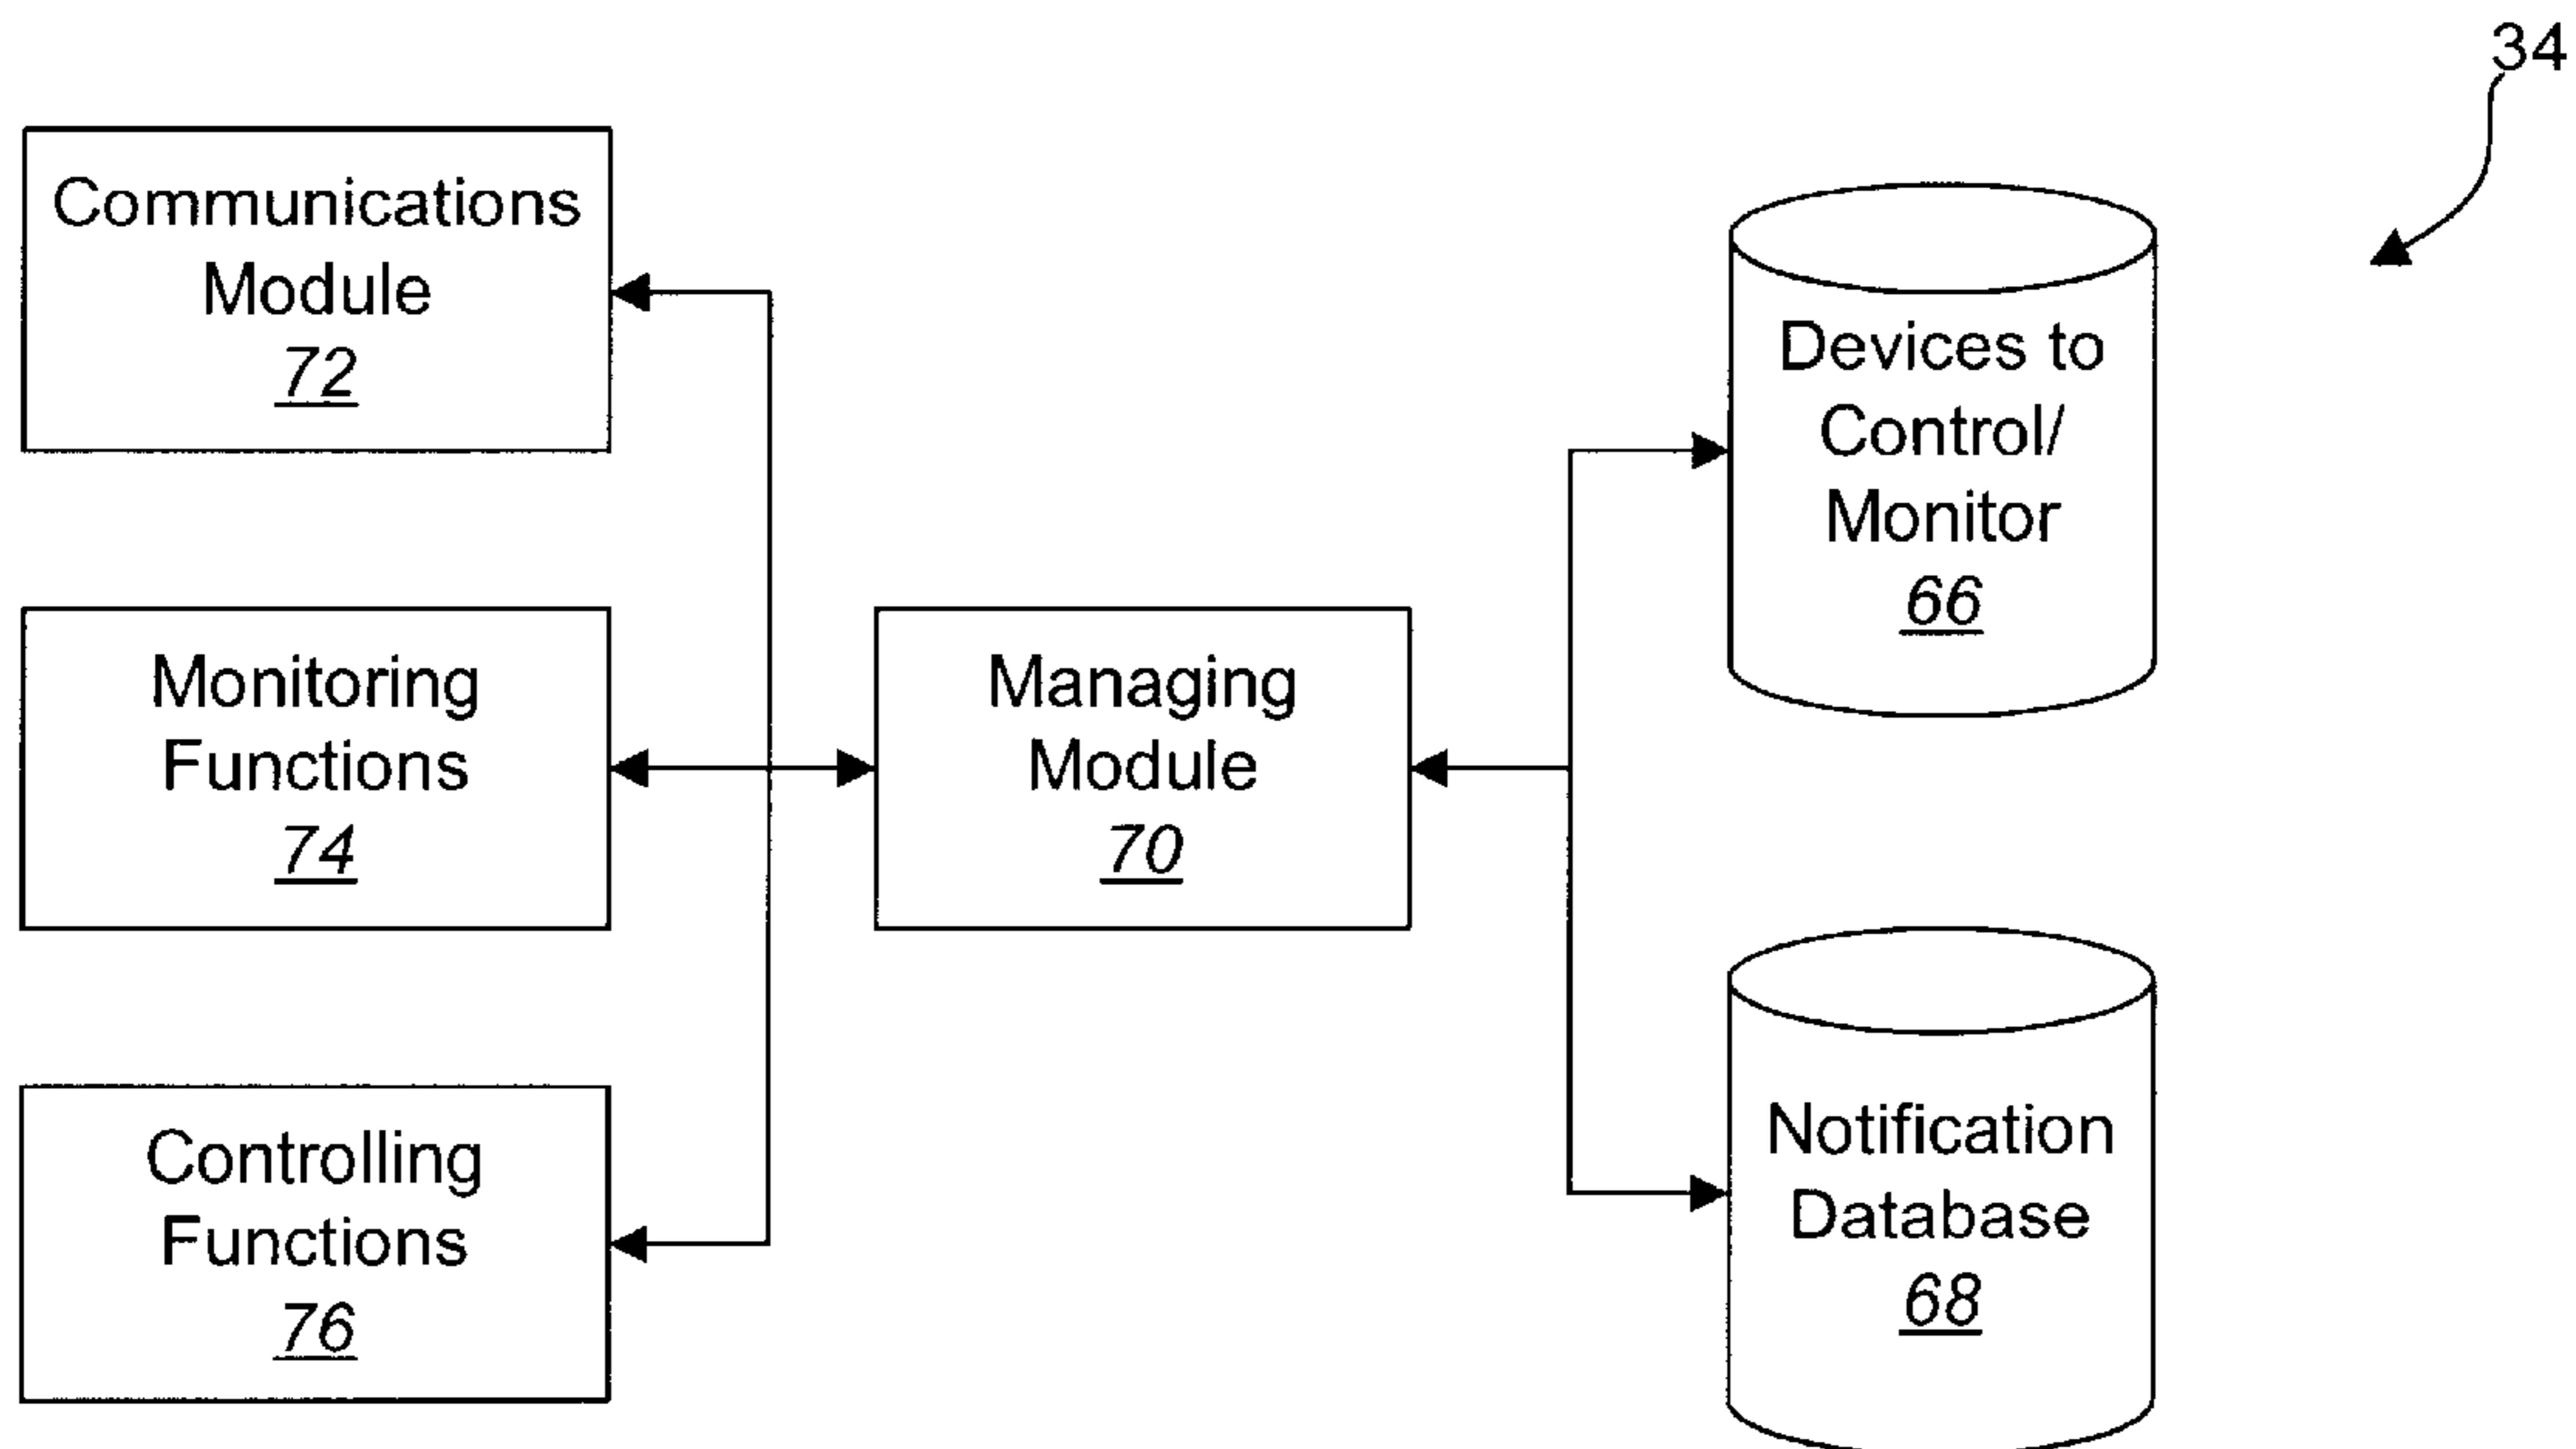 34
Communications
Module
72
Devices to
Control/
Monitor
66
Monitoring
Functions
74
Managing
Module
70
Controlling
Functions
76
Notification
Database
68